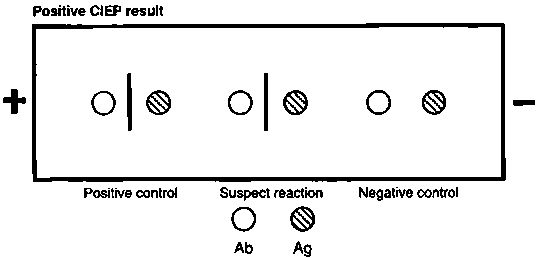 Positive CIEP result
+ −
Positive control Suspect reaction Negative control
Ab Ag